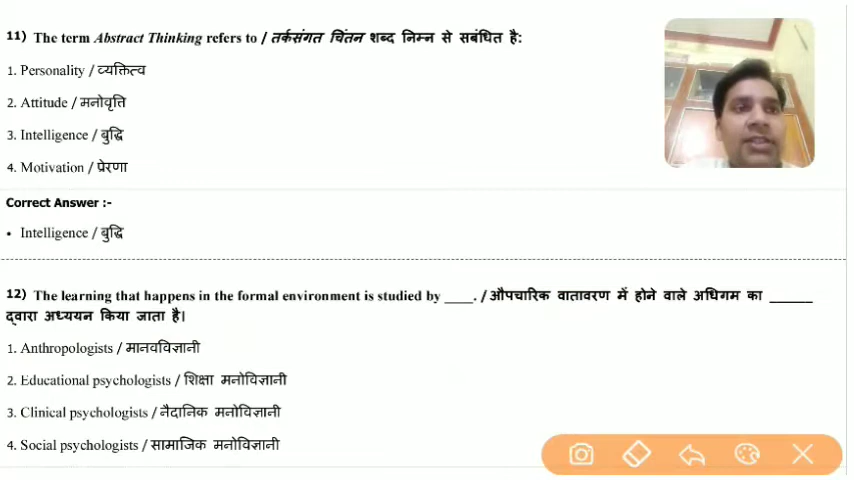 11) The term Abstract Thinking refers to / तर्कसंगत चिंतन शब्द निम्न से सबंधित है:
1. Personality / व्यक्तित्व
2. Attitude / मनोवृत्ति
3. Intelligence / बुद्धि
4. Motivation / प्रेरणा
Correct Answer :-
• Intelligence / बुद्धि
12) The learning that happens in the formal environment is studied by ____. / औपचारिक वातावरण में होने वाले अधिगम का ______
द्वारा अध्ययन किया जाता है।
1. Anthropologists / मानवविज्ञानी
2. Educational psychologists / शिक्षा मनोविज्ञानी
3. Clinical psychologists / नैदानिक मनोविज्ञानी
4. Social psychologists / सामाजिक मनोविज्ञानी